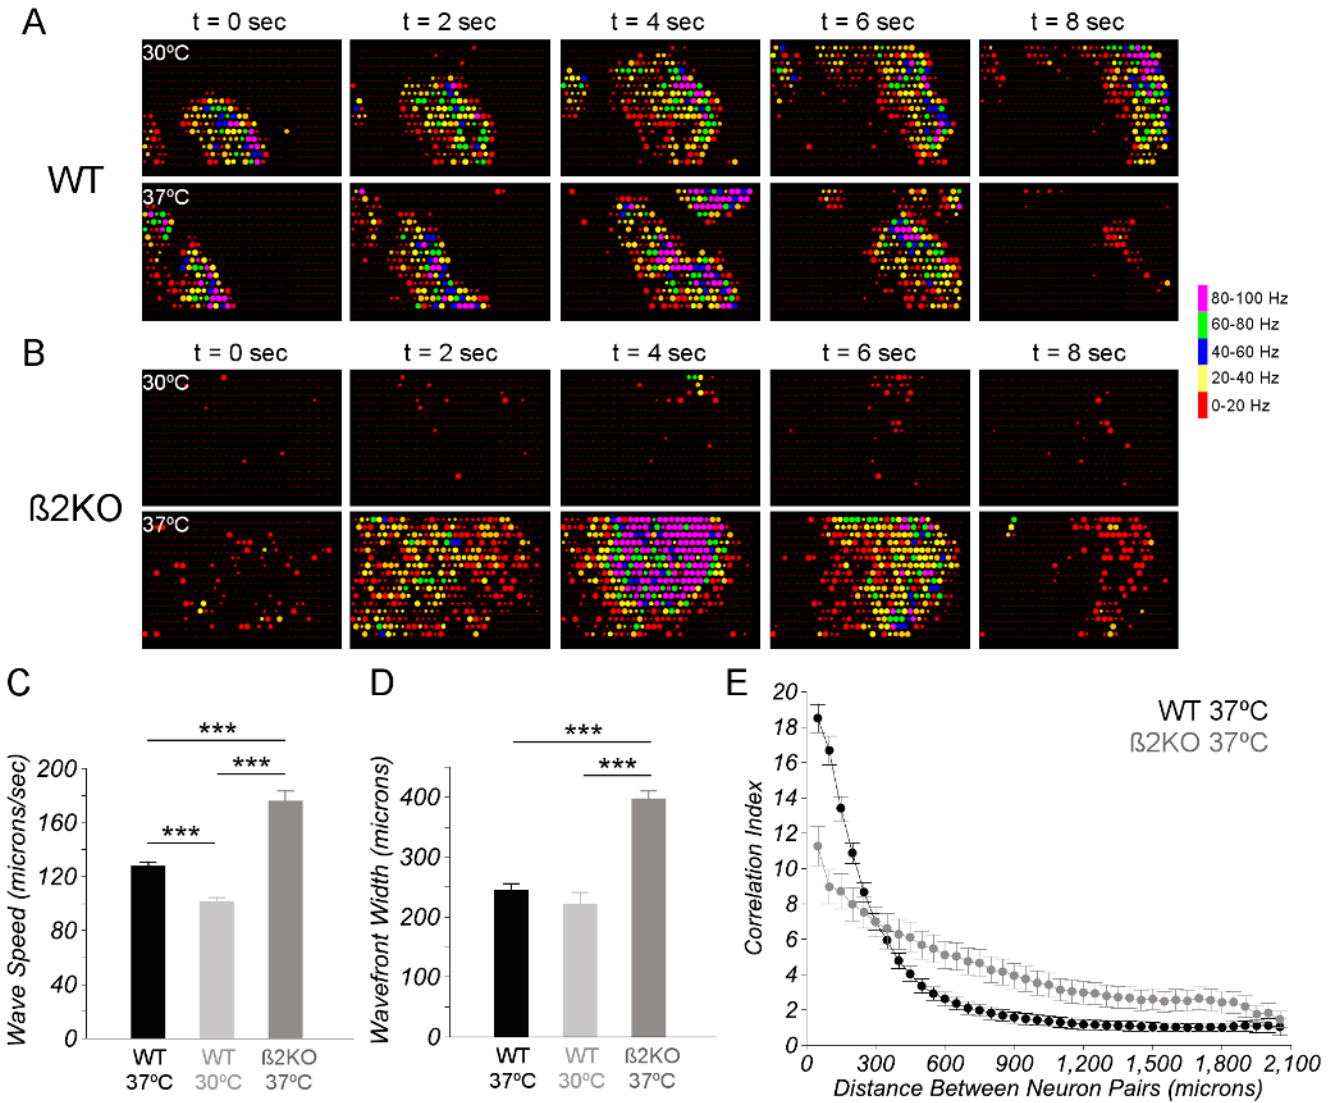 A
t = 0 sec
t = 2 sec
t = 4 sec
t = 6 sec
t = 8 sec
30ºC
WT
37ºC
80-100 Hz
60-80 Hz
40-60 Hz
20-40 Hz
0-20 Hz
B
t = 0 sec
t = 2 sec
t = 4 sec
t = 6 sec
t = 8 sec
30ºC
ß2KO
37ºC
C
***
***
***
Wave Speed (microns/sec)
200
160
120
80
40
0
WT
37ºC
WT
30ºC
ß2KO
37ºC
D
***
***
Wavefront Width (microns)
400
300
200
100
0
WT
37ºC
WT
30ºC
ß2KO
37ºC
E
WT 37ºC
ß2KO 37ºC
Correlation Index
20
18
16
14
12
10
8
6
4
2
0
0
300
600
900
1,200
1,500
1,800
2,100
Distance Between Neuron Pairs (microns)